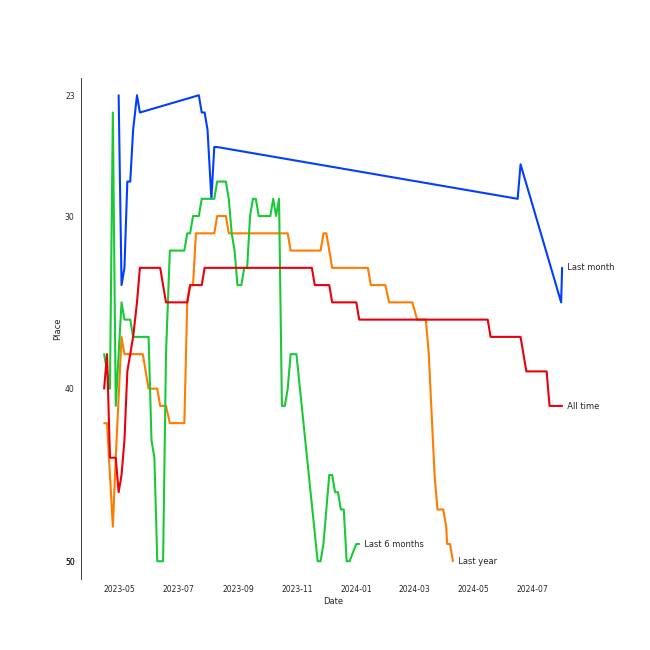 23
30
Last month
Place
40
All time
Last 6 months
50
Last year
2023-05 2023-07 2023-09 2023-11 2024-01 2024-03 2024-05 2024-07
Date